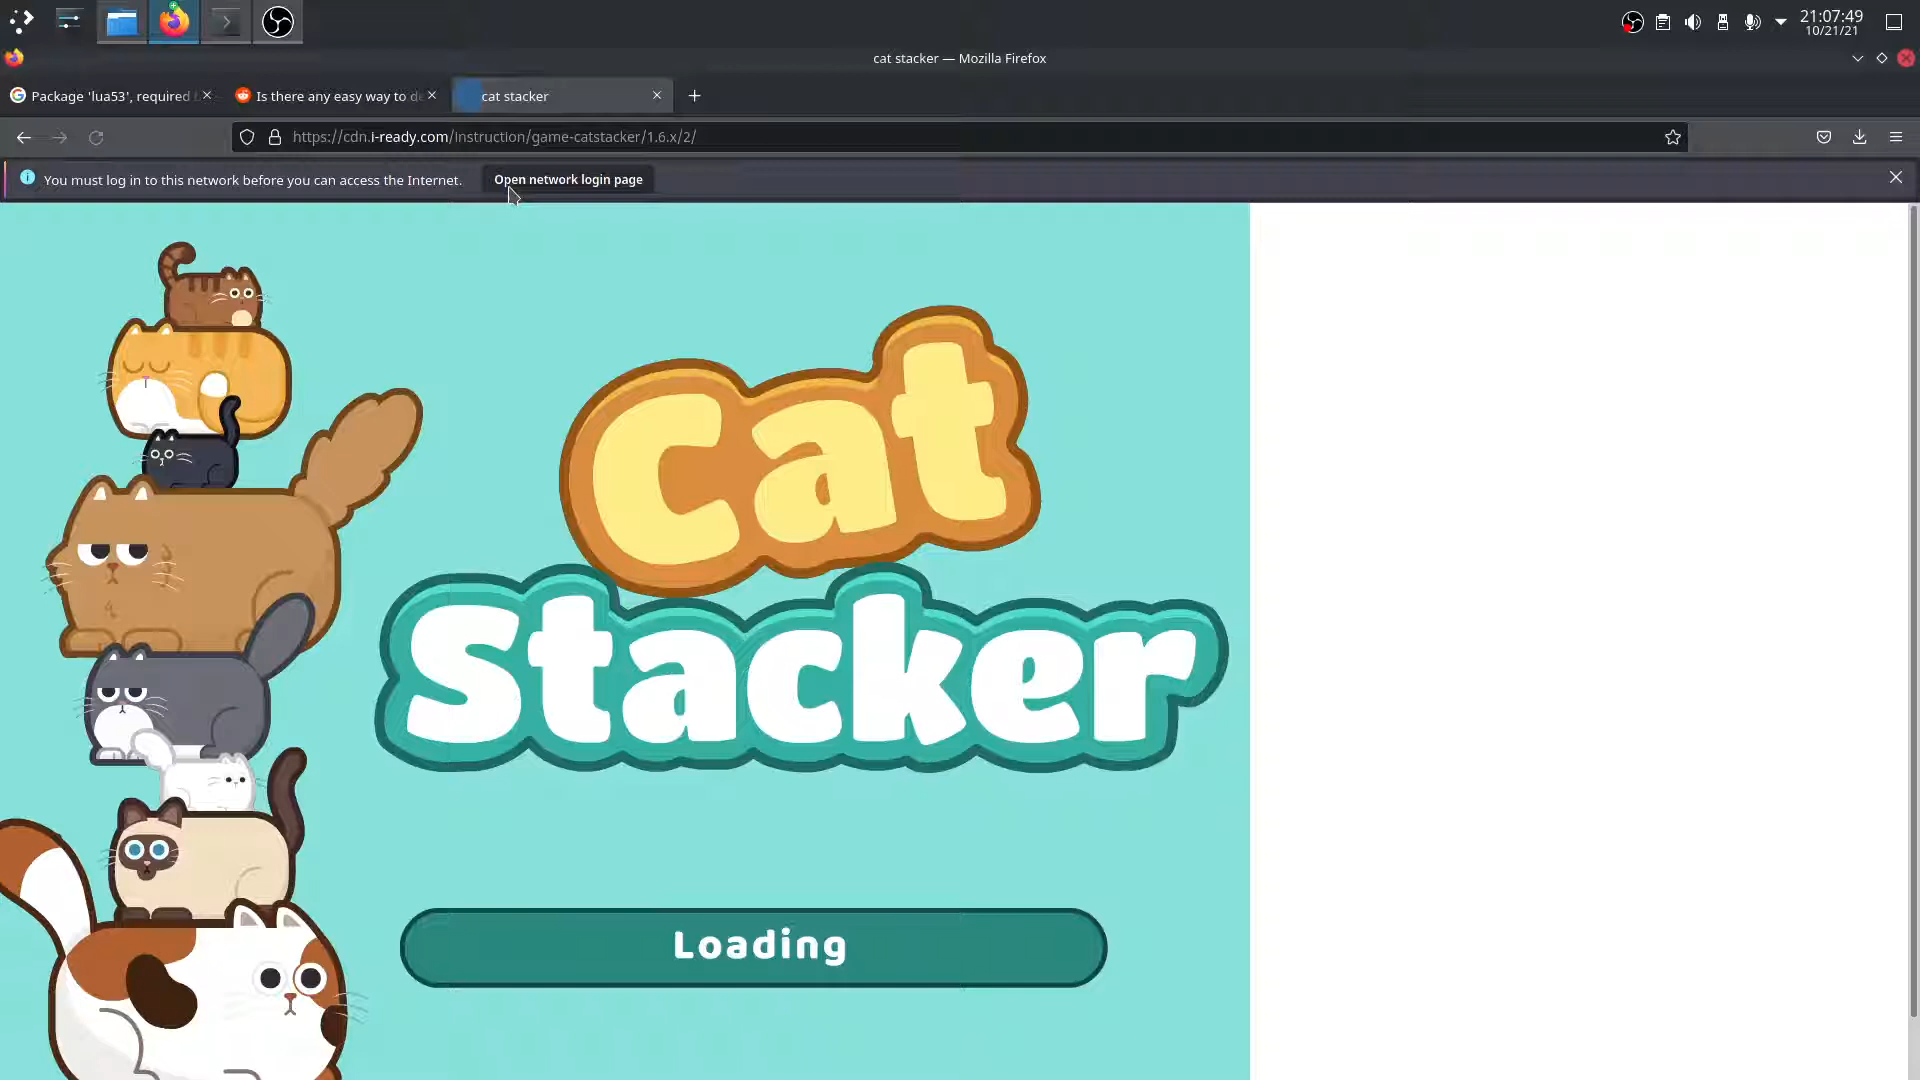 21:07:49
10/21/21
cat stacker — Mozilla Firefox
Package 'lua53', required
Is there any easy way to de
cat stacker
https://cdn.i-ready.com/instruction/game-catstacker/1.6.x/2/
You must log in to this network before you can access the Internet.
Open network login page
Cat
Stacker
Loading